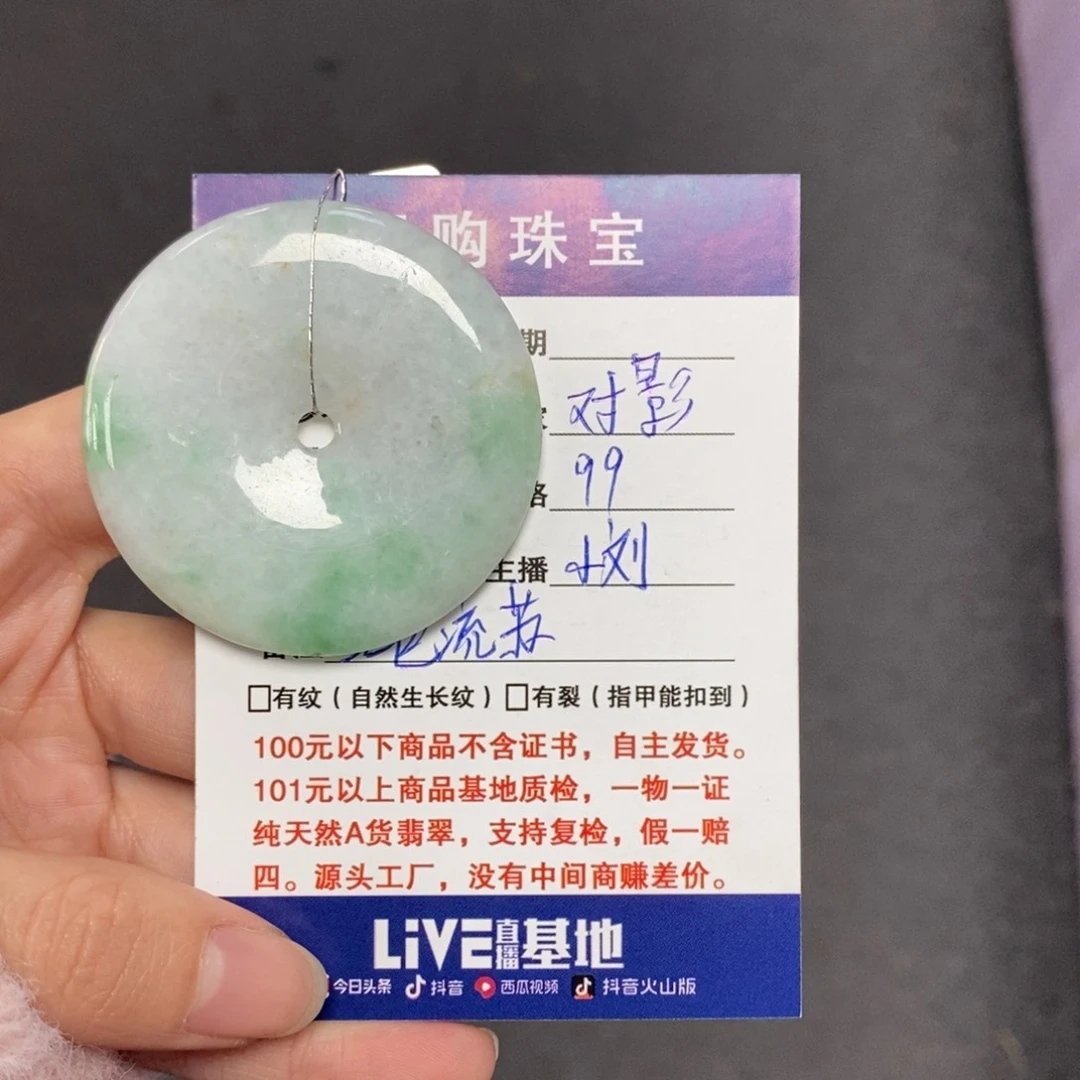 购珠宝
期
对影
格 99
主播 小刘
流苏
□有纹（自然生长纹）□有裂（指甲能扣到）
100元以下商品不含证书，自主发货。
101元以上商品基地质检，一物一证
纯天然A货翡翠，支持复检，假一赔
四。源头工厂，没有中间商赚差价。
LiVE直播基地
今日头条 抖音 西瓜视频 抖音火山版